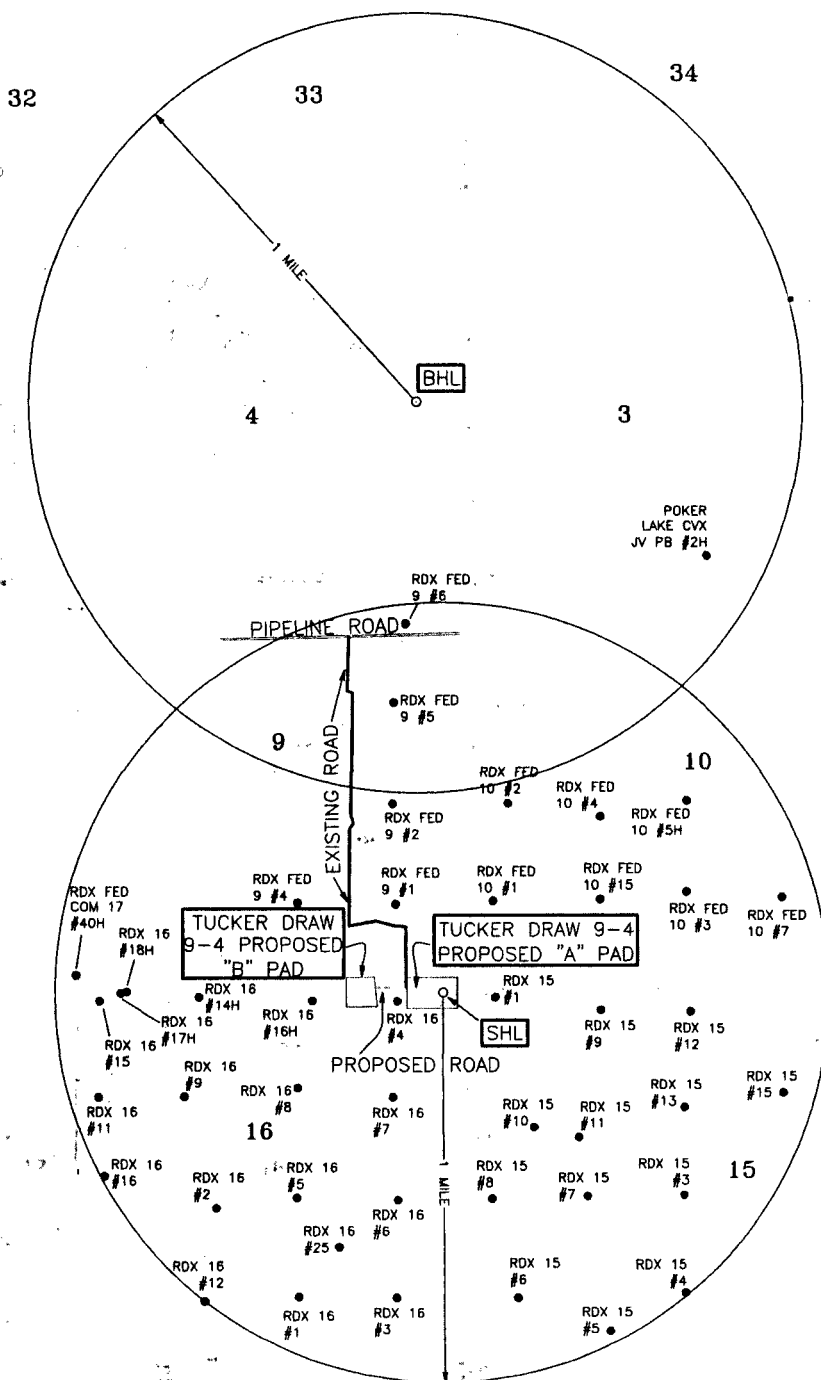 32
33
34
1 MILE
BHL
4
3
POKER
LAKE CVX
JV PB #2H
RDX FED
9 #6
PIPELINE ROAD
RDX FED
9 #5
9
EXISTING ROAD
10
RDX FED
9 #2
RDX FED
10 #2
RDX FED
10 #4
RDX FED
10 #5H
RDX FED
COM 17
#40H
RDX FED
9 #4
RDX FED
9 #1
RDX FED
10 #1
RDX FED
10 #15
RDX FED
10 #3
RDX FED
10 #7
TUCKER DRAW
9-4 PROPOSED
"B" PAD
TUCKER DRAW 9-4
PROPOSED "A" PAD
RDX 16
#18H
RDX 16
#15
RDX 16
#17H
RDX 16
#14H
RDX 16
#16H
RDX 16
#4
SHL
RDX 15
#1
RDX 15
#9
RDX 15
#12
PROPOSED ROAD
RDX 16
#11
RDX 16
#9
RDX 16
#8
RDX 16
#7
RDX 15
#10
RDX 15
#11
RDX 15
#13
RDX 15
#15
16
15
RDX 16
#16
RDX 16
#2
RDX 16
#5
RDX 16
#6
1 MILE
RDX 15
#8
RDX 15
#7
RDX 15
#3
RDX 16
#25
RDX 16
#12
RDX 16
#1
RDX 16
#3
RDX 15
#6
RDX 15
#5
RDX 15
#4